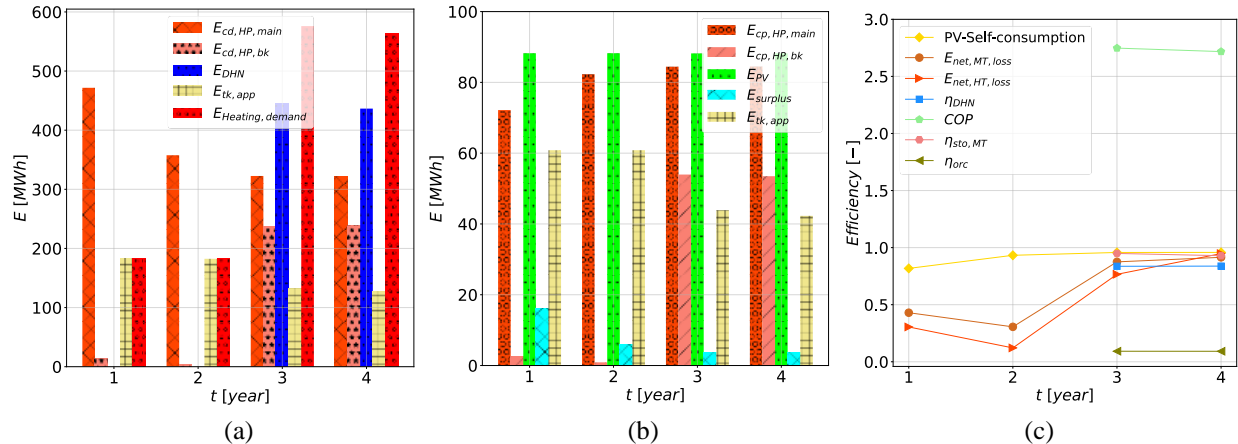 600
500
400
300
200
100
0
E [MWh]
E_{cd,HP,main}
E_{cd,HP,bk}
E_{DHN}
E_{tk,app}
E_{Heating,demand}
1 2 3 4
t [year]
(a)
100
80
60
40
20
0
E [MWh]
E_{cp,HP,main}
E_{cp,HP,bk}
E_{PV}
E_{surplus}
E_{tk,app}
1 2 3 4
t [year]
(b)
3.0
2.5
2.0
1.5
1.0
0.5
0.0
Efficiency [−]
PV-Self-consumption
E_{net,MT,loss}
E_{net,HT,loss}
η_{DHN}
COP
η_{sto,MT}
η_{orc}
1 2 3 4
t [year]
(c)